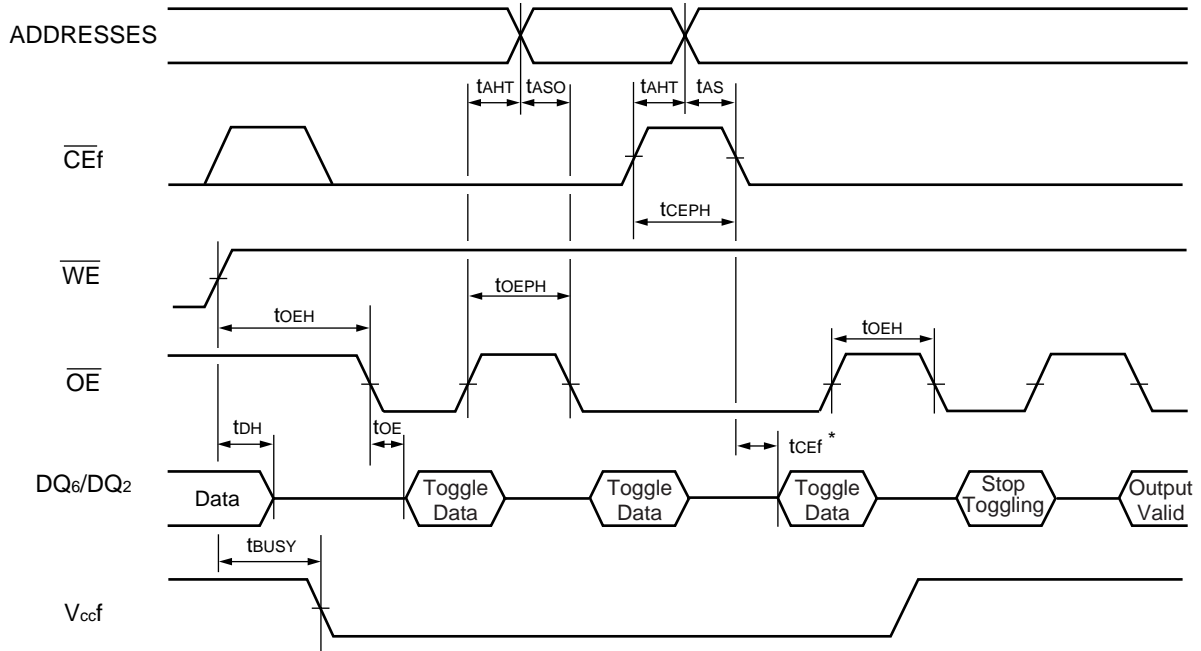 ADDRESSES
tAHT tASO tAHT tAS
CEf
tCEPH
WE
tOEPH
tOEH tOEH
OE
tDH tOE tCEf *
DQ6/DQ2
Data Toggle Data Toggle Data Toggle Data Stop Toggling Output Valid
tBUSY
Vccf